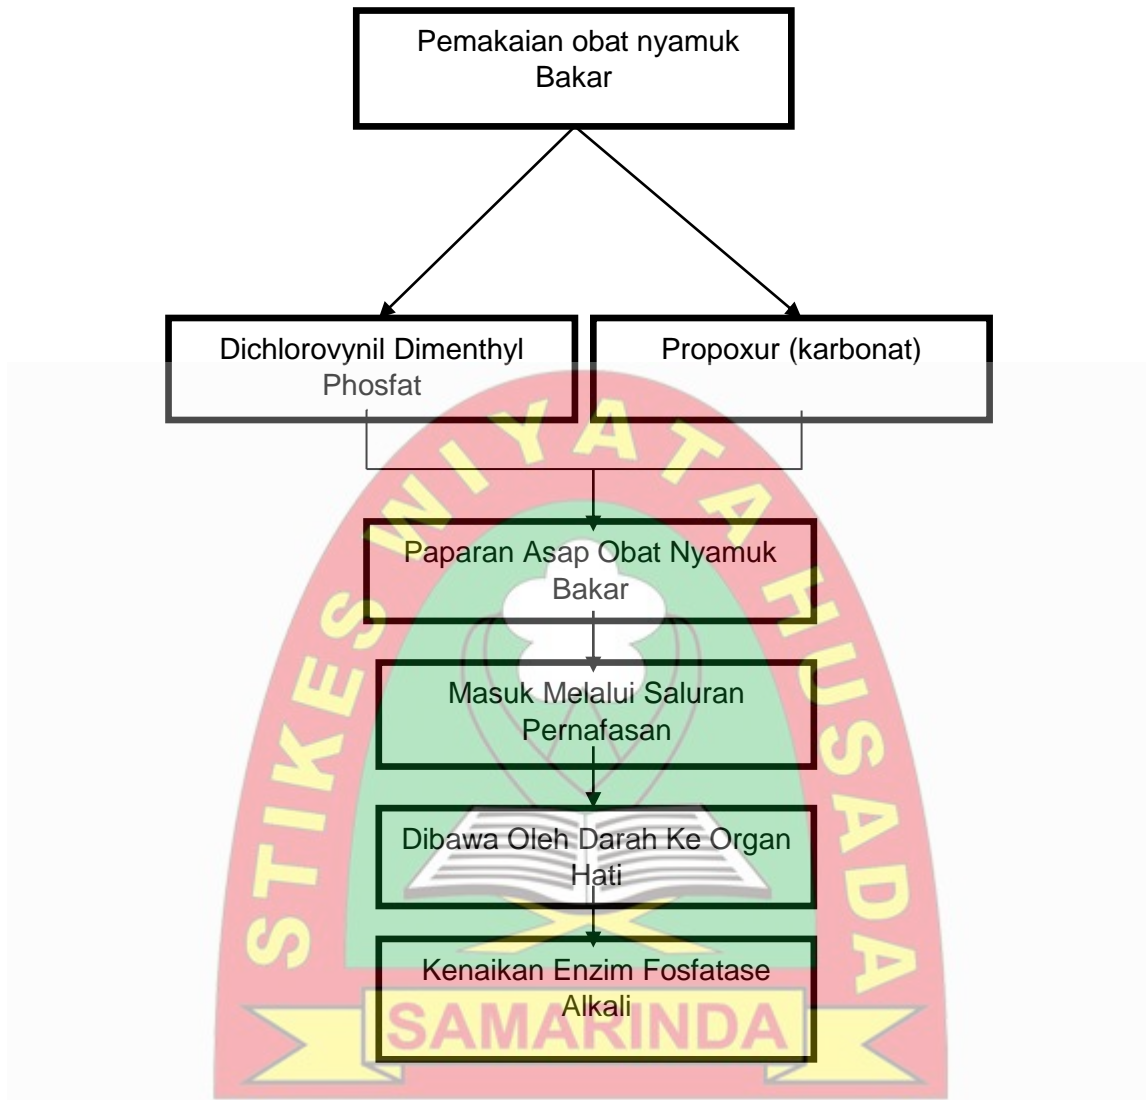 Pemakaian obat nyamuk
Bakar
Dichlorovynil Dimenthyl
Phosfat
Propoxur (karbonat)
STIKES WIYATA HUSADA
Paparan Asap Obat Nyamuk
Bakar
Masuk Melalui Saluran
Pernafasan
Dibawa Oleh Darah Ke Organ
Hati
Kenaikan Enzim Fosfatase
Alkali
SAMARINDA